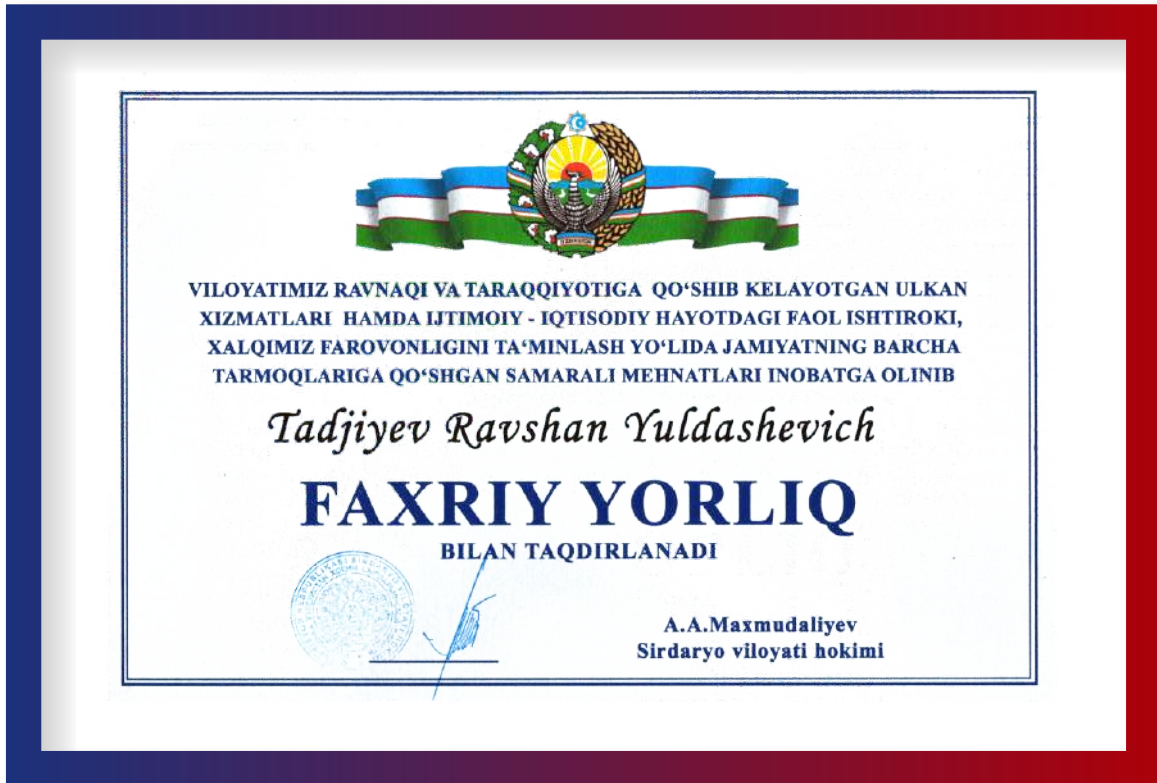 VILOYATIMIZ RAVNAQI VA TARAQQIYOTIGA QO‘SHIB KELAYOTGAN ULKAN
XIZMATLARI HAMDA IJTIMOIY - IQTISODIY HAYOTDAGI FAOL ISHTIROKI,
XALQIMIZ FAROVONLIGINI TA‘MINLASH YO‘LIDA JAMIYATNING BARCHA
TARMOQLARIGA QO‘SHGAN SAMARALI MEHNATLARI INOBATGA OLINIB
Tadjiyev Ravshan Yuldashevich
FAXRIY YORLIQ
BILAN TAQDIRLANADI
A.A.Maxmudaliyev
Sirdaryo viloyati hokimi